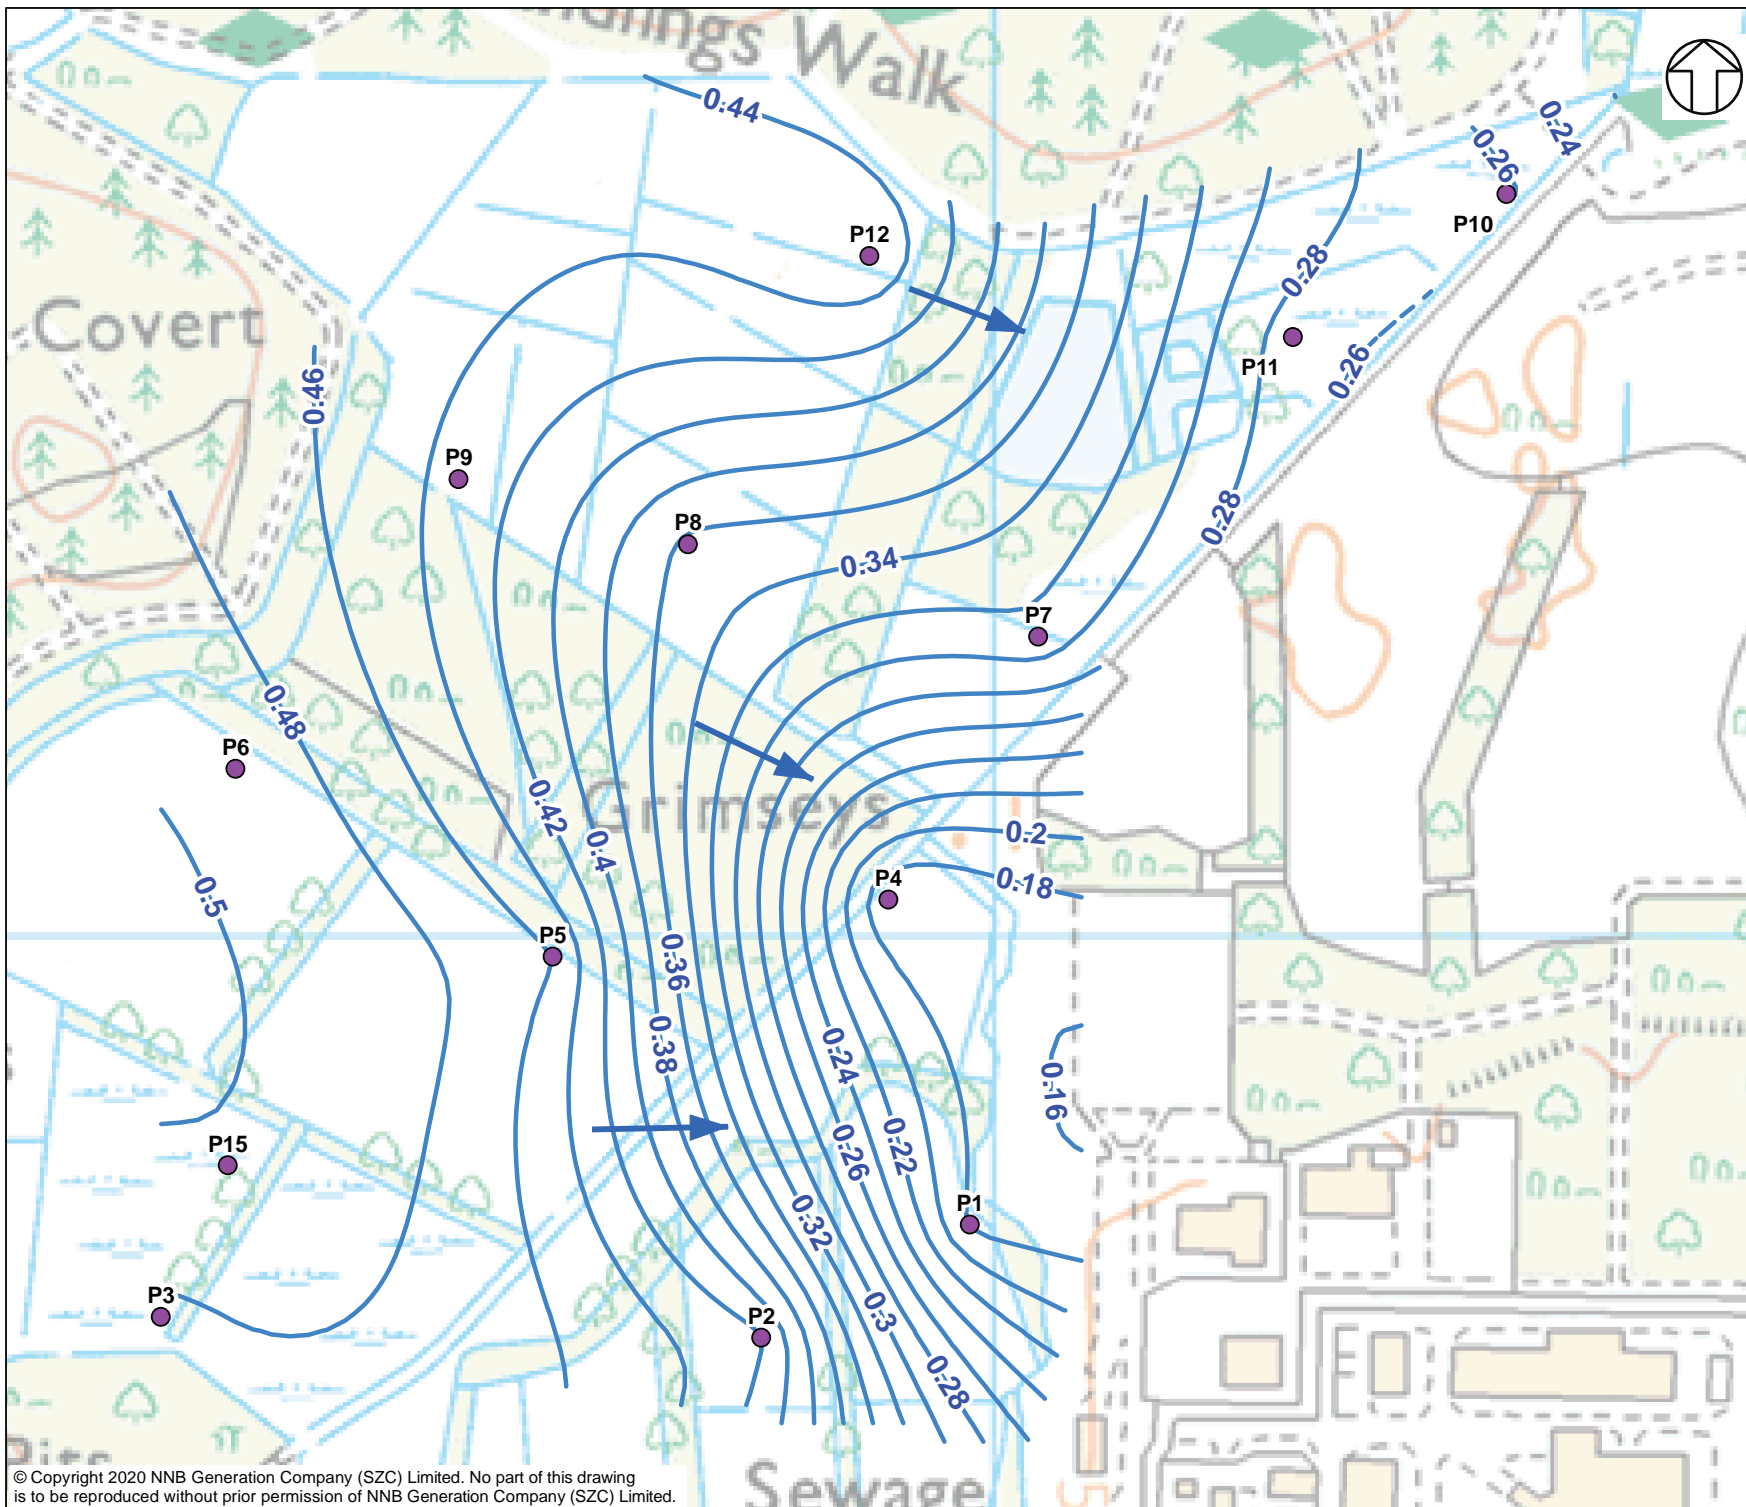 Walk
0.44
0.24
0.26
P10
P12
0.28
Covert
P11
0.26
0.46
P9
0.28
P8
0.34
P7
0.48
P6
0.42
Grimseys
0.4
0.2
0.5
P4
0.18
P5
0.36
0.38
0.24
0.16
0.26
0.22
P15
0.32
P1
P3
0.3
P2
0.28
Pits
Sewage
© Copyright 2020 NNB Generation Company (SZC) Limited. No part of this drawing
is to be reproduced without prior permission of NNB Generation Company (SZC) Limited.